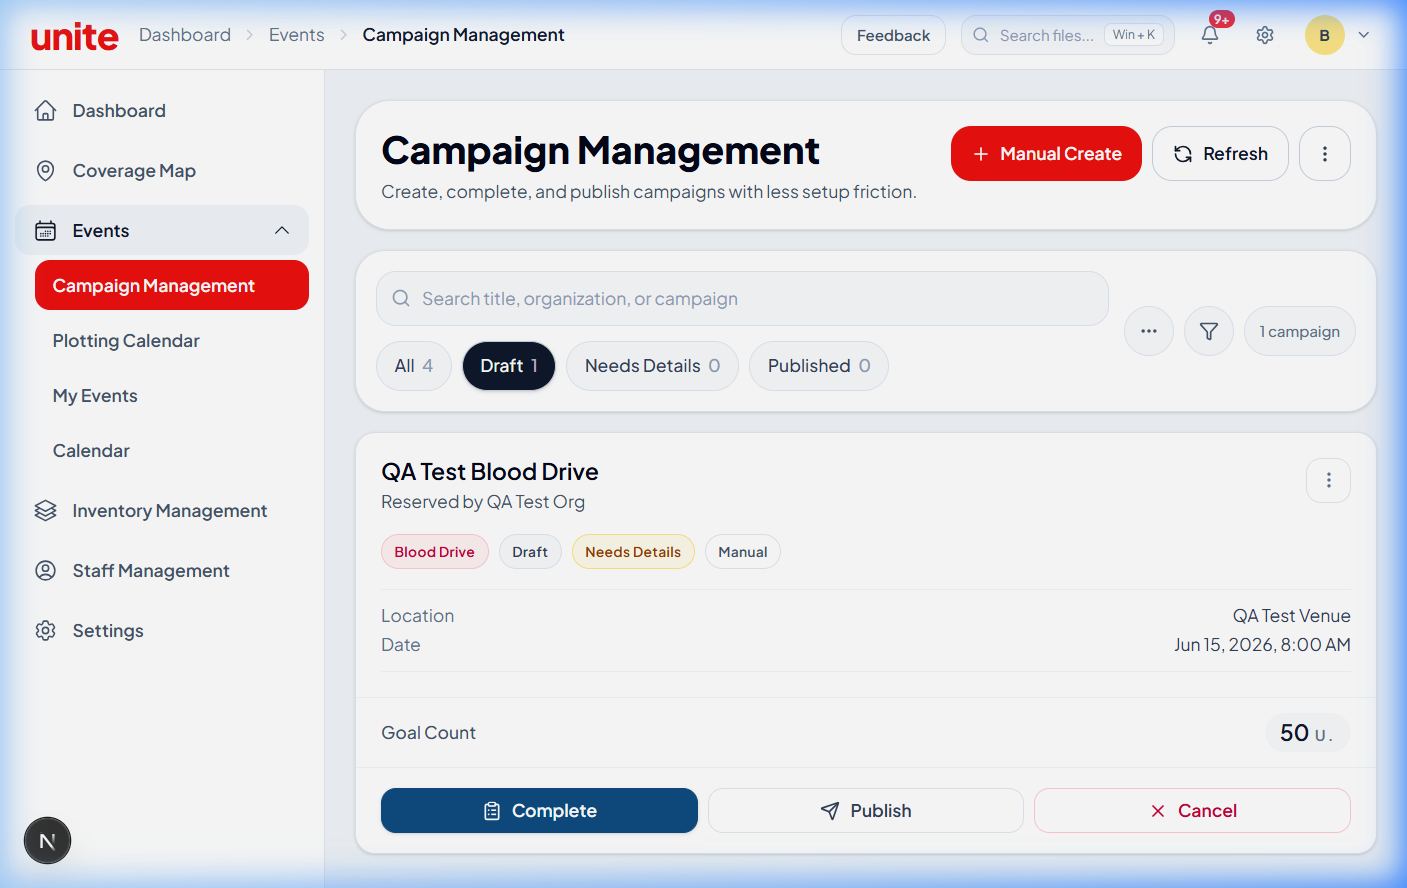 unite
Dashboard > Events > Campaign Management
Feedback
Search files...
Win + K
9+
B
Dashboard
Coverage Map
Events
Campaign Management
Plotting Calendar
My Events
Calendar
Inventory Management
Staff Management
Settings
N
Campaign Management
Create, complete, and publish campaigns with less setup friction.
+ Manual Create
Refresh
Search title, organization, or campaign
All 4
Draft 1
Needs Details 0
Published 0
1 campaign
QA Test Blood Drive
Reserved by QA Test Org
Blood Drive
Draft
Needs Details
Manual
Location QA Test Venue
Date Jun 15, 2026, 8:00 AM
Goal Count 50 U.
Complete
Publish
Cancel